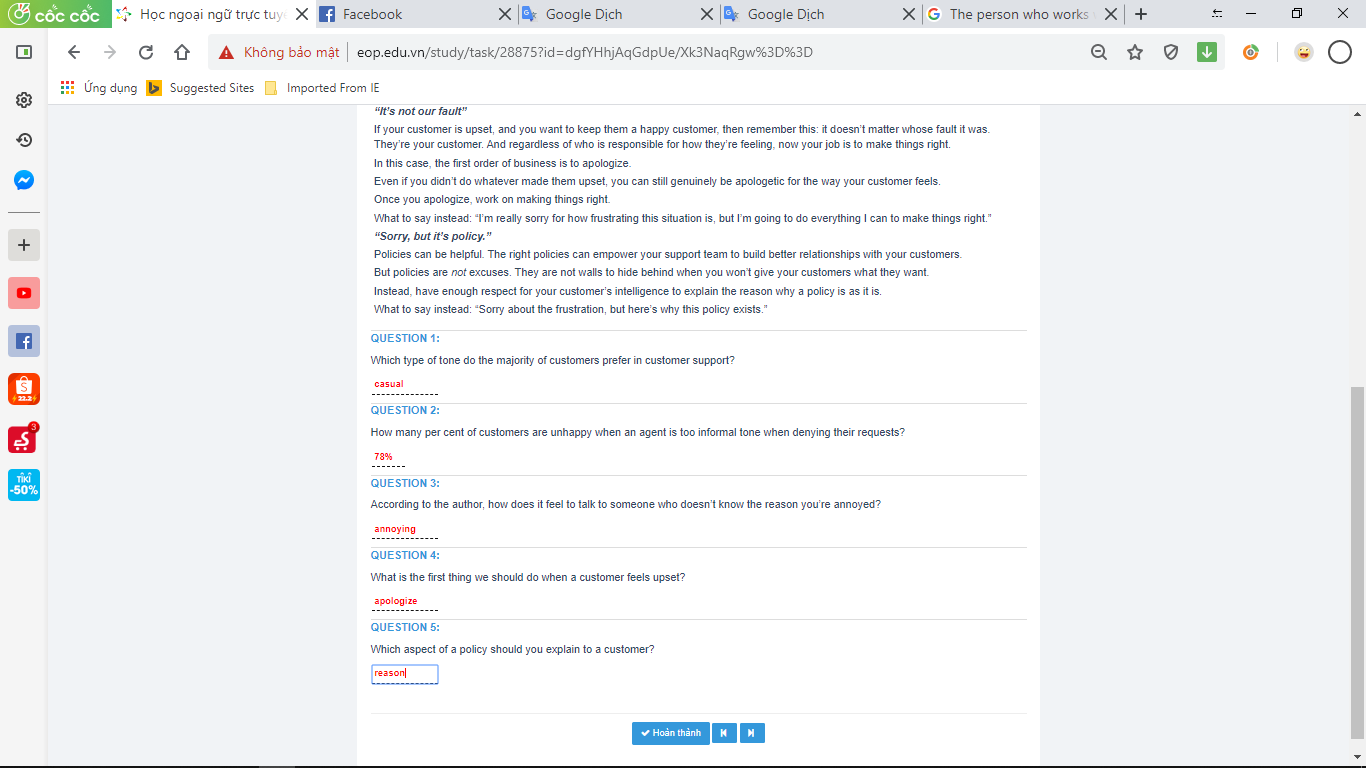 cốc cốc
Học ngoại ngữ trực tuyế
Facebook
Google Dịch
Google Dịch
The person who works
Không bảo mật
eop.edu.vn/study/task/28875?id=dgfYHhjAqGdpUe/Xk3NaqRgw%3D%3D
Ứng dụng
Suggested Sites
Imported From IE
22.2
3
TIKI
-50%
“It’s not our fault”
If your customer is upset, and you want to keep them a happy customer, then remember this: it doesn’t matter whose fault it was.
They’re your customer. And regardless of who is responsible for how they’re feeling, now your job is to make things right.
In this case, the first order of business is to apologize.
Even if you didn’t do whatever made them upset, you can still genuinely be apologetic for the way your customer feels.
Once you apologize, work on making things right.
What to say instead: “I’m really sorry for how frustrating this situation is, but I’m going to do everything I can to make things right.”
“Sorry, but it’s policy.”
Policies can be helpful. The right policies can empower your support team to build better relationships with your customers.
But policies are not excuses. They are not walls to hide behind when you won’t give your customers what they want.
Instead, have enough respect for your customer’s intelligence to explain the reason why a policy is as it is.
What to say instead: “Sorry about the frustration, but here’s why this policy exists.”
QUESTION 1:
Which type of tone do the majority of customers prefer in customer support?
casual
QUESTION 2:
How many per cent of customers are unhappy when an agent is too informal tone when denying their requests?
78%
QUESTION 3:
According to the author, how does it feel to talk to someone who doesn’t know the reason you’re annoyed?
annoying
QUESTION 4:
What is the first thing we should do when a customer feels upset?
apologize
QUESTION 5:
Which aspect of a policy should you explain to a customer?
reason
Hoàn thành